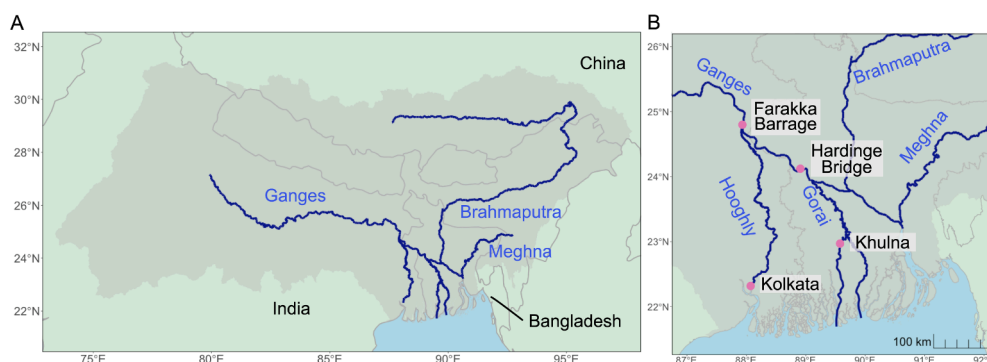 A
32°N
30°N
28°N
26°N
24°N
22°N
75°E
80°E
85°E
90°E
95°E
China
Ganges
Brahmaputra
Meghna
India
Bangladesh
B
26°N
25°N
24°N
23°N
22°N
87°E
88°E
89°E
90°E
91°E
Ganges
Brahmaputra
Farakka
Barrage
Hardinge
Bridge
Meghna
Hooghly
Gorai
Khulna
Kolkata
100 km